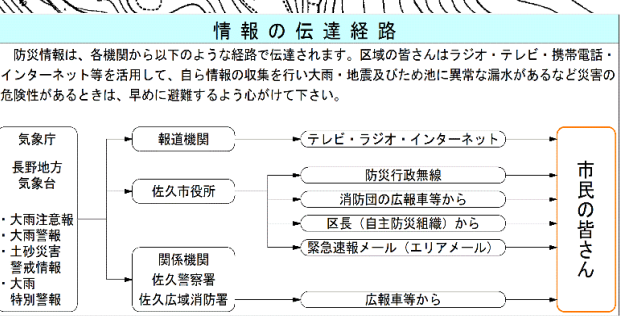 情報の伝達経路
防災情報は、各機関から以下のような経路で伝達されます。区域の皆さんはラジオ・テレビ・携帯電話・
インターネット等を活用して、自ら情報の収集を行い大雨・地震及びため池に異常な漏水があるなど災害の
危険性があるときは、早めに避難するよう心がけて下さい。
気象庁
長野地方
気象台
・大雨注意報
・大雨警報
・土砂災害
警戒情報
・大雨
特別警報
報道機関
佐久市役所
関係機関
佐久警察署
佐久広域消防署
テレビ・ラジオ・インターネット
防災行政無線
消防団の広報車等から
区長（自主防災組織）から
緊急速報メール（エリアメール）
広報車等から
市民の皆さん